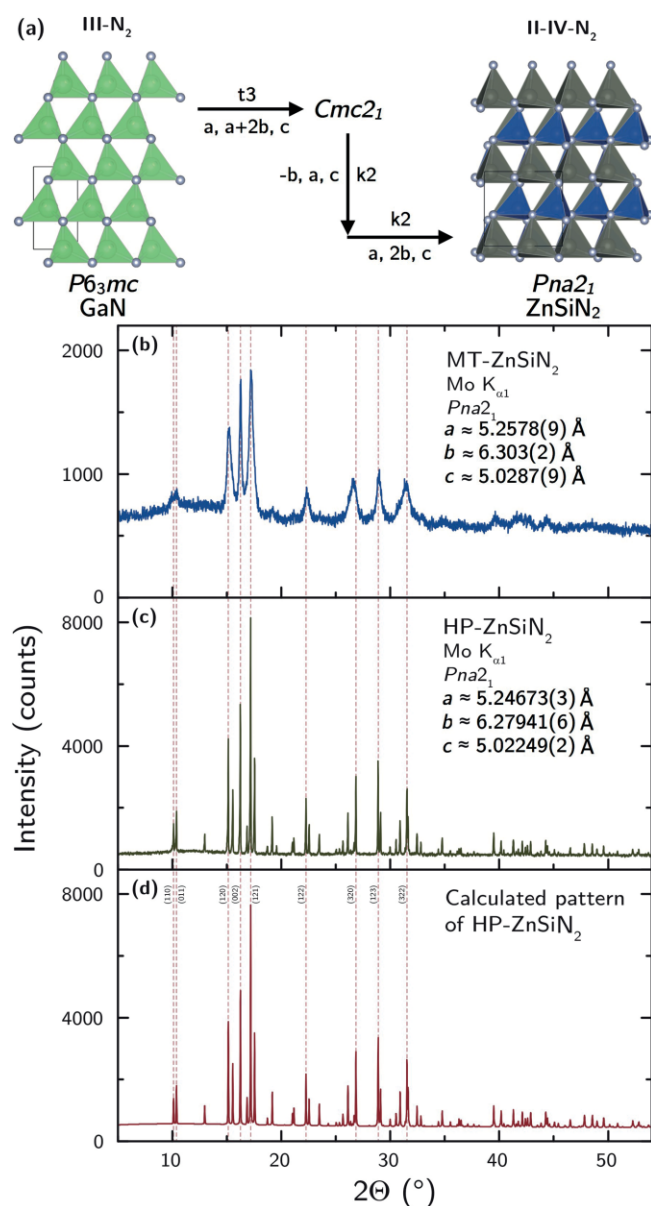 (a)
III-N₂
II-IV-N₂
t3
a, a+2b, c
Cmc2₁
-b, a, c
k2
k2
a, 2b, c
P6₃mc
GaN
Pna2₁
ZnSiN₂
(b)
MT-ZnSiN₂
Mo Kα1
Pna2₁
a ≈ 5.2578(9) Å
b ≈ 6.303(2) Å
c ≈ 5.0287(9) Å
2000
1000
0
(c)
HP-ZnSiN₂
Mo Kα1
Pna2₁
a ≈ 5.24673(3) Å
b ≈ 6.27941(6) Å
c ≈ 5.02249(2) Å
8000
4000
0
Intensity (counts)
(d)
(110)
(011)
(120)
(002)
(121)
(122)
(320)
(123)
(322)
Calculated pattern
of HP-ZnSiN₂
8000
4000
0
10
20
30
40
50
2Θ (°)